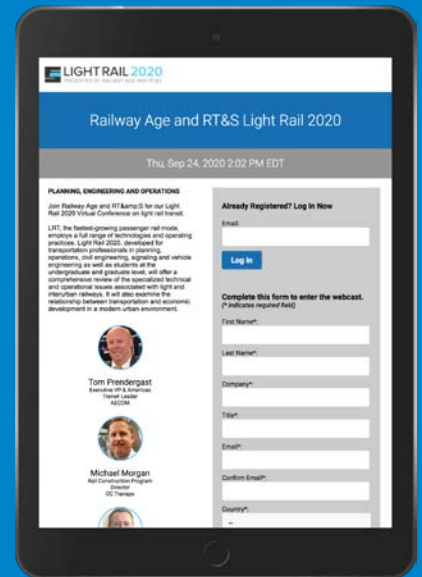 LIGHT RAIL 2020
PRESENTED BY RAILWAY AGE AND RT&S
Railway Age and RT&S Light Rail 2020
Thu, Sep 24, 2020 2:02 PM EDT
PLANNING, ENGINEERING AND OPERATIONS
Join Railway Age and RT&amp;S for our Light
Rail 2020 Virtual Conference on light rail transit.
LRT, the fastest-growing passenger rail mode,
employs a full range of technologies and operating
practices. Light Rail 2020, developed for
transportation professionals in planning,
operations, civil engineering, signaling and vehicle
engineering as well as students at the
undergraduate and graduate level, will offer a
comprehensive review of the specialized technical
and operational issues associated with light and
interurban railways. It will also examine the
relationship between transportation and economic
development in a modern urban environment.
Tom Prendergast
Executive VP & Americas
Transit Leader
AECOM
Michael Morgan
Rail Construction Program
Director
OC Transpo
Already Registered? Log In Now
Email:
Log In
Complete this form to enter the webcast.
(* indicates required field)
First Name*:
Last Name*:
Company*:
Title*:
Email*:
Confirm Email*:
Country*:
--